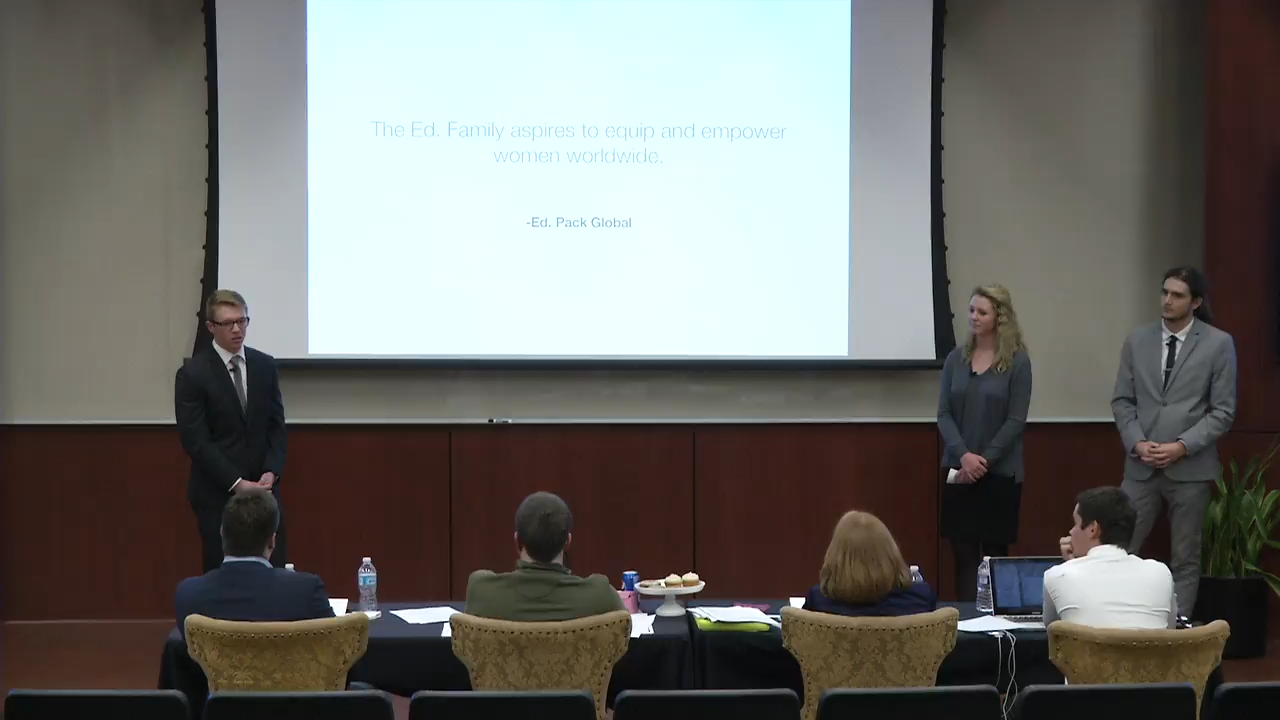 The Ed. Family aspires to equip and empower
women worldwide.
-Ed. Pack Global